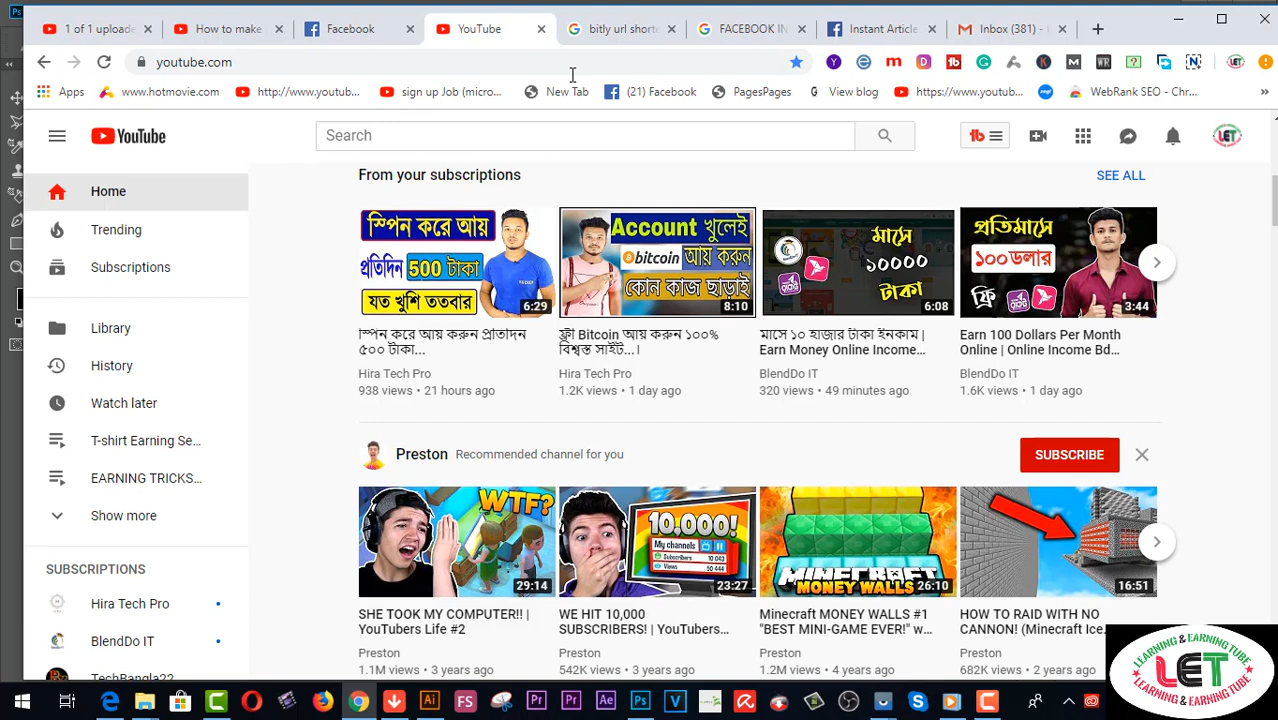 1 of 1 uploade
How to make
Facebook
YouTube
bitly url shorte
FACEBOOK IN
Instant Article
Inbox (381) -
youtube.com
Apps
www.hotmovie.com
http://www.youtub...
sign up Job (micro...
New Tab
(21) Facebook
PagesPages
View blog
https://www.youtub...
WebRank SEO - Chr...
YouTube
Search
Home
Trending
Subscriptions
Library
History
Watch later
T-shirt Earning Se...
EARNING TRICKS...
Show more
SUBSCRIPTIONS
Hira Tech Pro
BlendDo IT
TechBangla22
From your subscriptions
SEE ALL
স্পিন করে আয়
প্রতিদিন 500 টাকা
যত খুশি ততবার
6:29
স্পিন করে আয় করুন প্রতিদিন
৫০০ টাকা...
Hira Tech Pro
938 views • 21 hours ago
Account খুলেই
bitcoin আয় করুন
কোন কাজ ছাড়াই
8:10
ফ্রী Bitcoin আয় করুন ১০০%
বিশ্বস্ত সাইট...।
Hira Tech Pro
1.2K views • 1 day ago
মাসে
১০০০০
টাকা
6:08
মাসে ১০ হাজার টাকা ইনকাম |
Earn Money Online Income...
BlendDo IT
320 views • 49 minutes ago
প্রতিমাসে
১০০ ডলার
ফ্রি
3:44
Earn 100 Dollars Per Month
Online | Online Income Bd...
BlendDo IT
1.6K views • 1 day ago
Preston Recommended channel for you
SUBSCRIBE
WTF?
29:14
SHE TOOK MY COMPUTER!! |
YouTubers Life #2
Preston
1.1M views • 3 years ago
10,000!
My channels
Subscribers 10 043
Views 50 444
23:27
WE HIT 10,000
SUBSCRIBERS! | YouTubers...
Preston
542K views • 3 years ago
MINECRAFT
MONEY WALLS
26:10
Minecraft MONEY WALLS #1
"BEST MINI-GAME EVER!" w...
Preston
1.2M views • 4 years ago
16:51
HOW TO RAID WITH NO
CANNON! (Minecraft Ice...
Preston
682K views • 2 years ago
LEARNING & EARNING TUBE
LET
LEARNING & EARNING TUBE